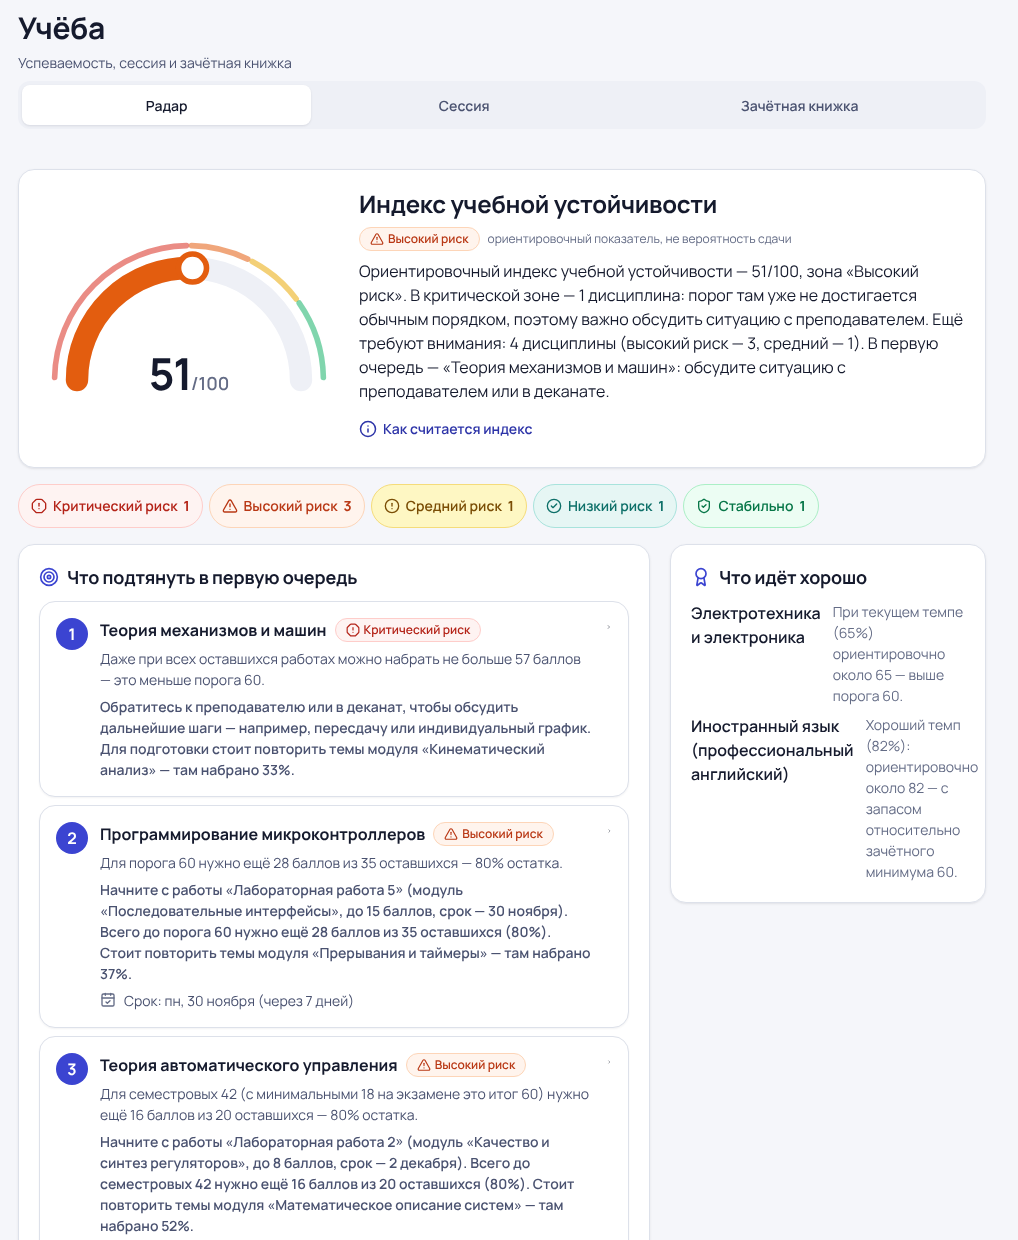 Учёба
Успеваемость, сессия и зачётная книжка
Радар
Сессия
Зачётная книжка
51/100
Индекс учебной устойчивости
Высокий риск
ориентировочный показатель, не вероятность сдачи
Ориентировочный индекс учебной устойчивости — 51/100, зона «Высокий
риск». В критической зоне — 1 дисциплина: порог там уже не достигается
обычным порядком, поэтому важно обсудить ситуацию с преподавателем. Ещё
требуют внимания: 4 дисциплины (высокий риск — 3, средний — 1). В первую
очередь — «Теория механизмов и машин»: обсудите ситуацию с
преподавателем или в деканате.
Как считается индекс
Критический риск 1
Высокий риск 3
Средний риск 1
Низкий риск 1
Стабильно 1
Что подтянуть в первую очередь
1
Теория механизмов и машин
Критический риск
Даже при всех оставшихся работах можно набрать не больше 57 баллов
— это меньше порога 60.
Обратитесь к преподавателю или в деканат, чтобы обсудить
дальнейшие шаги — например, пересдачу или индивидуальный график.
Для подготовки стоит повторить темы модуля «Кинематический
анализ» — там набрано 33%.
2
Программирование микроконтроллеров
Высокий риск
Для порога 60 нужно ещё 28 баллов из 35 оставшихся — 80% остатка.
Начните с работы «Лабораторная работа 5» (модуль
«Последовательные интерфейсы», до 15 баллов, срок — 30 ноября).
Всего до порога 60 нужно ещё 28 баллов из 35 оставшихся (80%).
Стоит повторить темы модуля «Прерывания и таймеры» — там набрано
37%.
Срок: пн, 30 ноября (через 7 дней)
3
Теория автоматического управления
Высокий риск
Для семестровых 42 (с минимальными 18 на экзамене это итог 60) нужно
ещё 16 баллов из 20 оставшихся — 80% остатка.
Начните с работы «Лабораторная работа 2» (модуль «Качество и
синтез регуляторов», до 8 баллов, срок — 2 декабря). Всего до
семестровых 42 нужно ещё 16 баллов из 20 оставшихся (80%). Стоит
повторить темы модуля «Математическое описание систем» — там
набрано 52%.
Что идёт хорошо
Электротехника
и электроника
При текущем темпе
(65%)
ориентировочно
около 65 — выше
порога 60.
Иностранный язык
(профессиональный
английский)
Хороший темп
(82%):
ориентировочно
около 82 — с
запасом
относительно
зачётного
минимума 60.